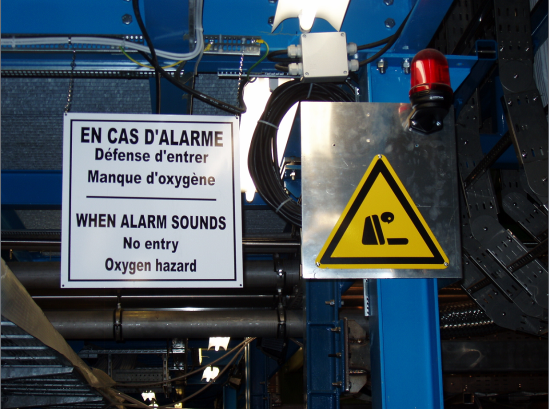 EN CAS D'ALARME
Défense d'entrer
Manque d'oxygène
WHEN ALARM SOUNDS
No entry
Oxygen hazard